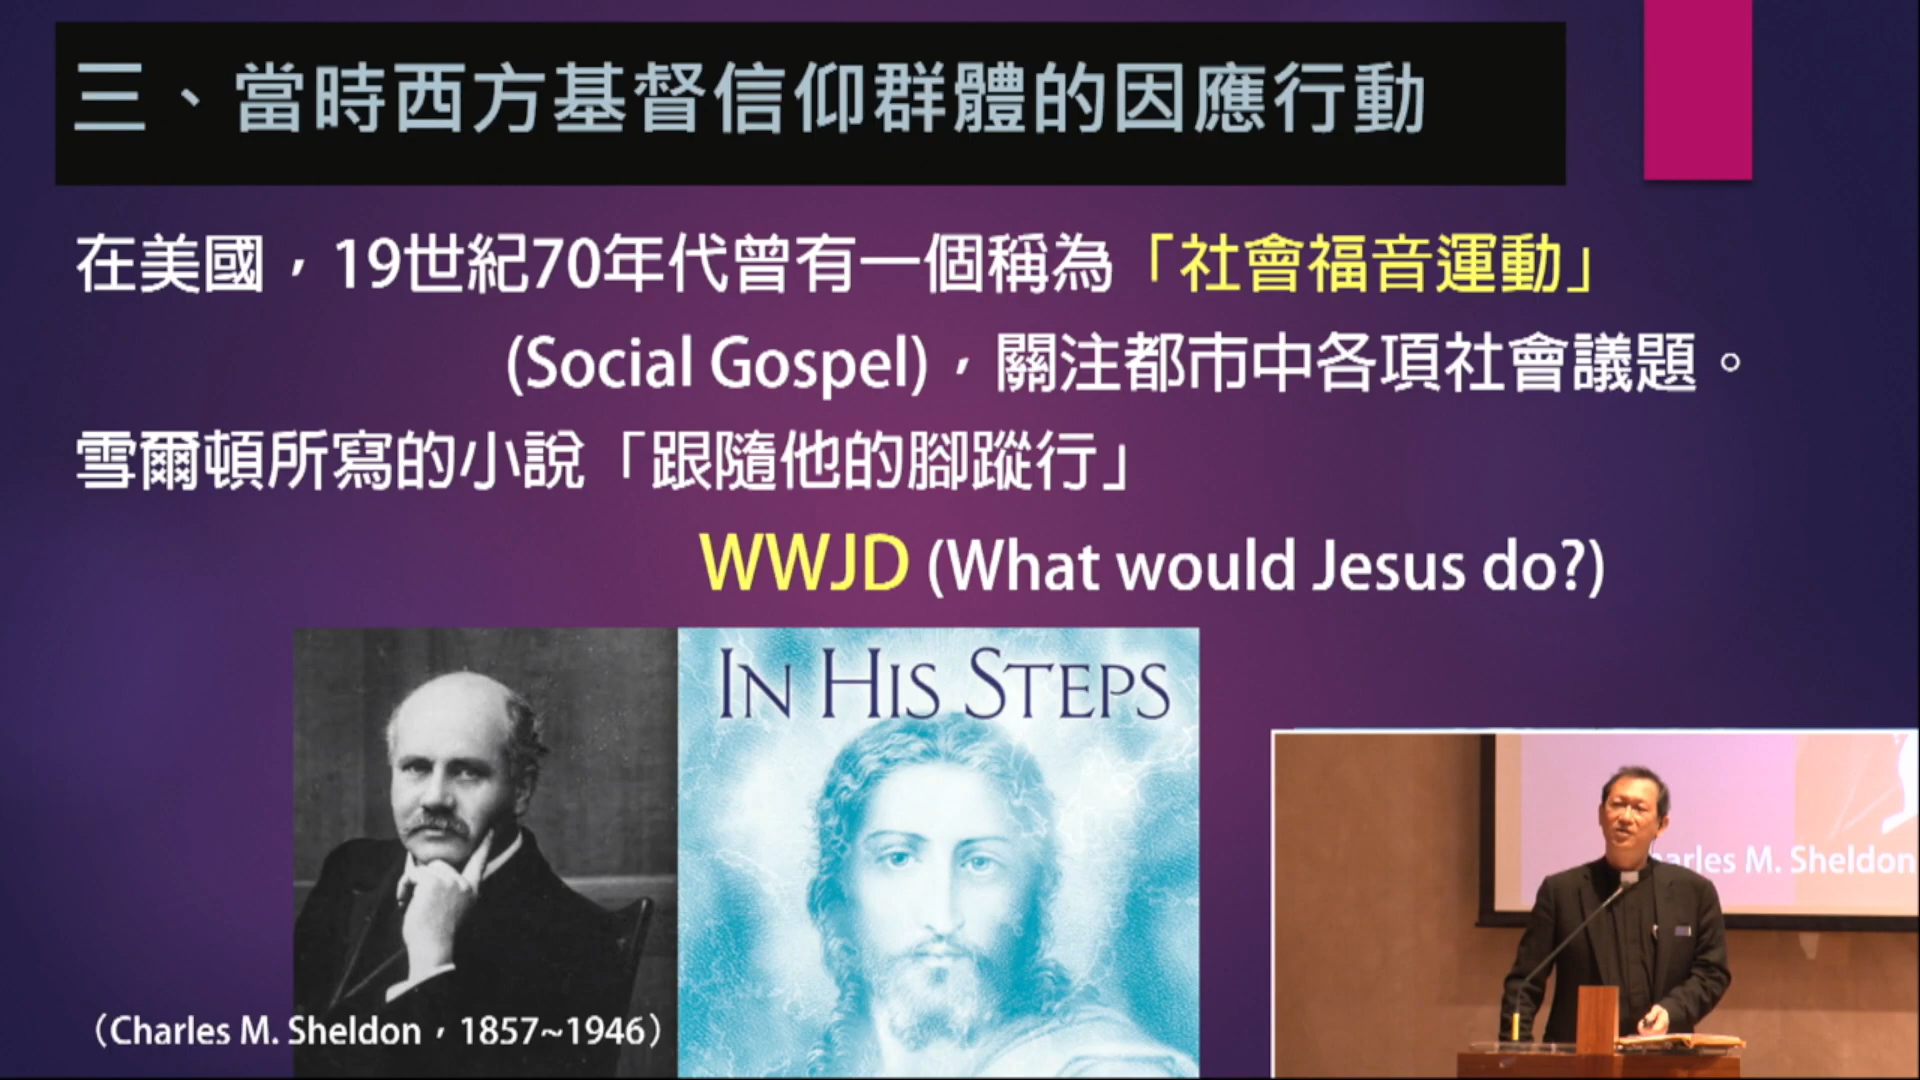 三、當時西方基督信仰群體的因應行動
在美國，19世紀70年代曾有一個稱為「社會福音運動」
(Social Gospel)，關注都市中各項社會議題。
雪爾頓所寫的小說「跟隨他的腳蹤行」
WWJD (What would Jesus do?)
IN HIS STEPS
（Charles M. Sheldon，1857~1946）
arles M. Sheldon